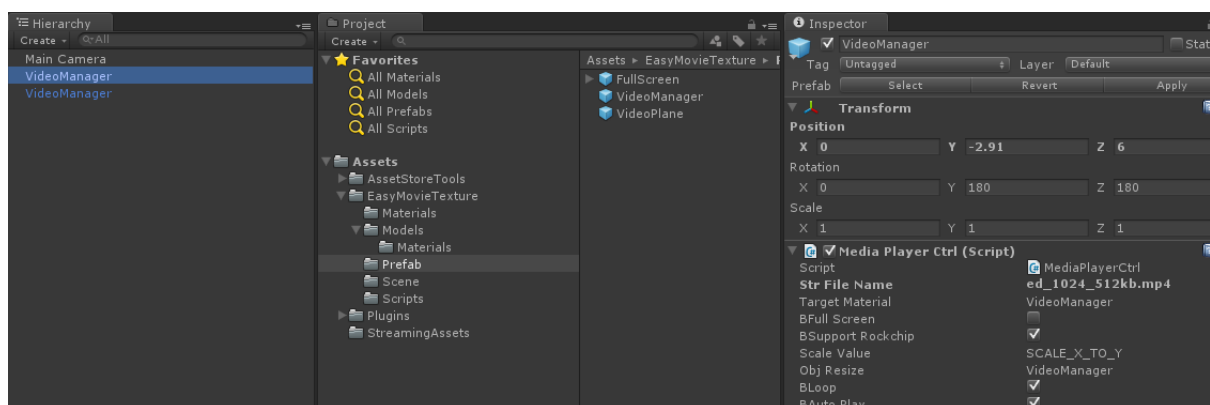 Hierarchy
Create
All
Main Camera
VideoManager
VideoManager
Project
Create
Favorites
All Materials
All Models
All Prefabs
All Scripts
Assets
AssetStoreTools
EasyMovieTexture
Materials
Models
Materials
Prefab
Scene
Scripts
Plugins
StreamingAssets
Assets ▸ EasyMovieTexture ▸
FullScreen
VideoManager
VideoPlane
Inspector
VideoManager Stat
Tag Untagged Layer Default
Prefab Select Revert Apply
Transform
Position
X 0 Y -2.91 Z 6
Rotation
X 0 Y 180 Z 180
Scale
X 1 Y 1 Z 1
Media Player Ctrl (Script)
Script MediaPlayerCtrl
Str File Name ed_1024_512kb.mp4
Target Material VideoManager
BFull Screen
BSupport Rockchip
Scale Value SCALE_X_TO_Y
Obj Resize VideoManager
BLoop
BAuto Play